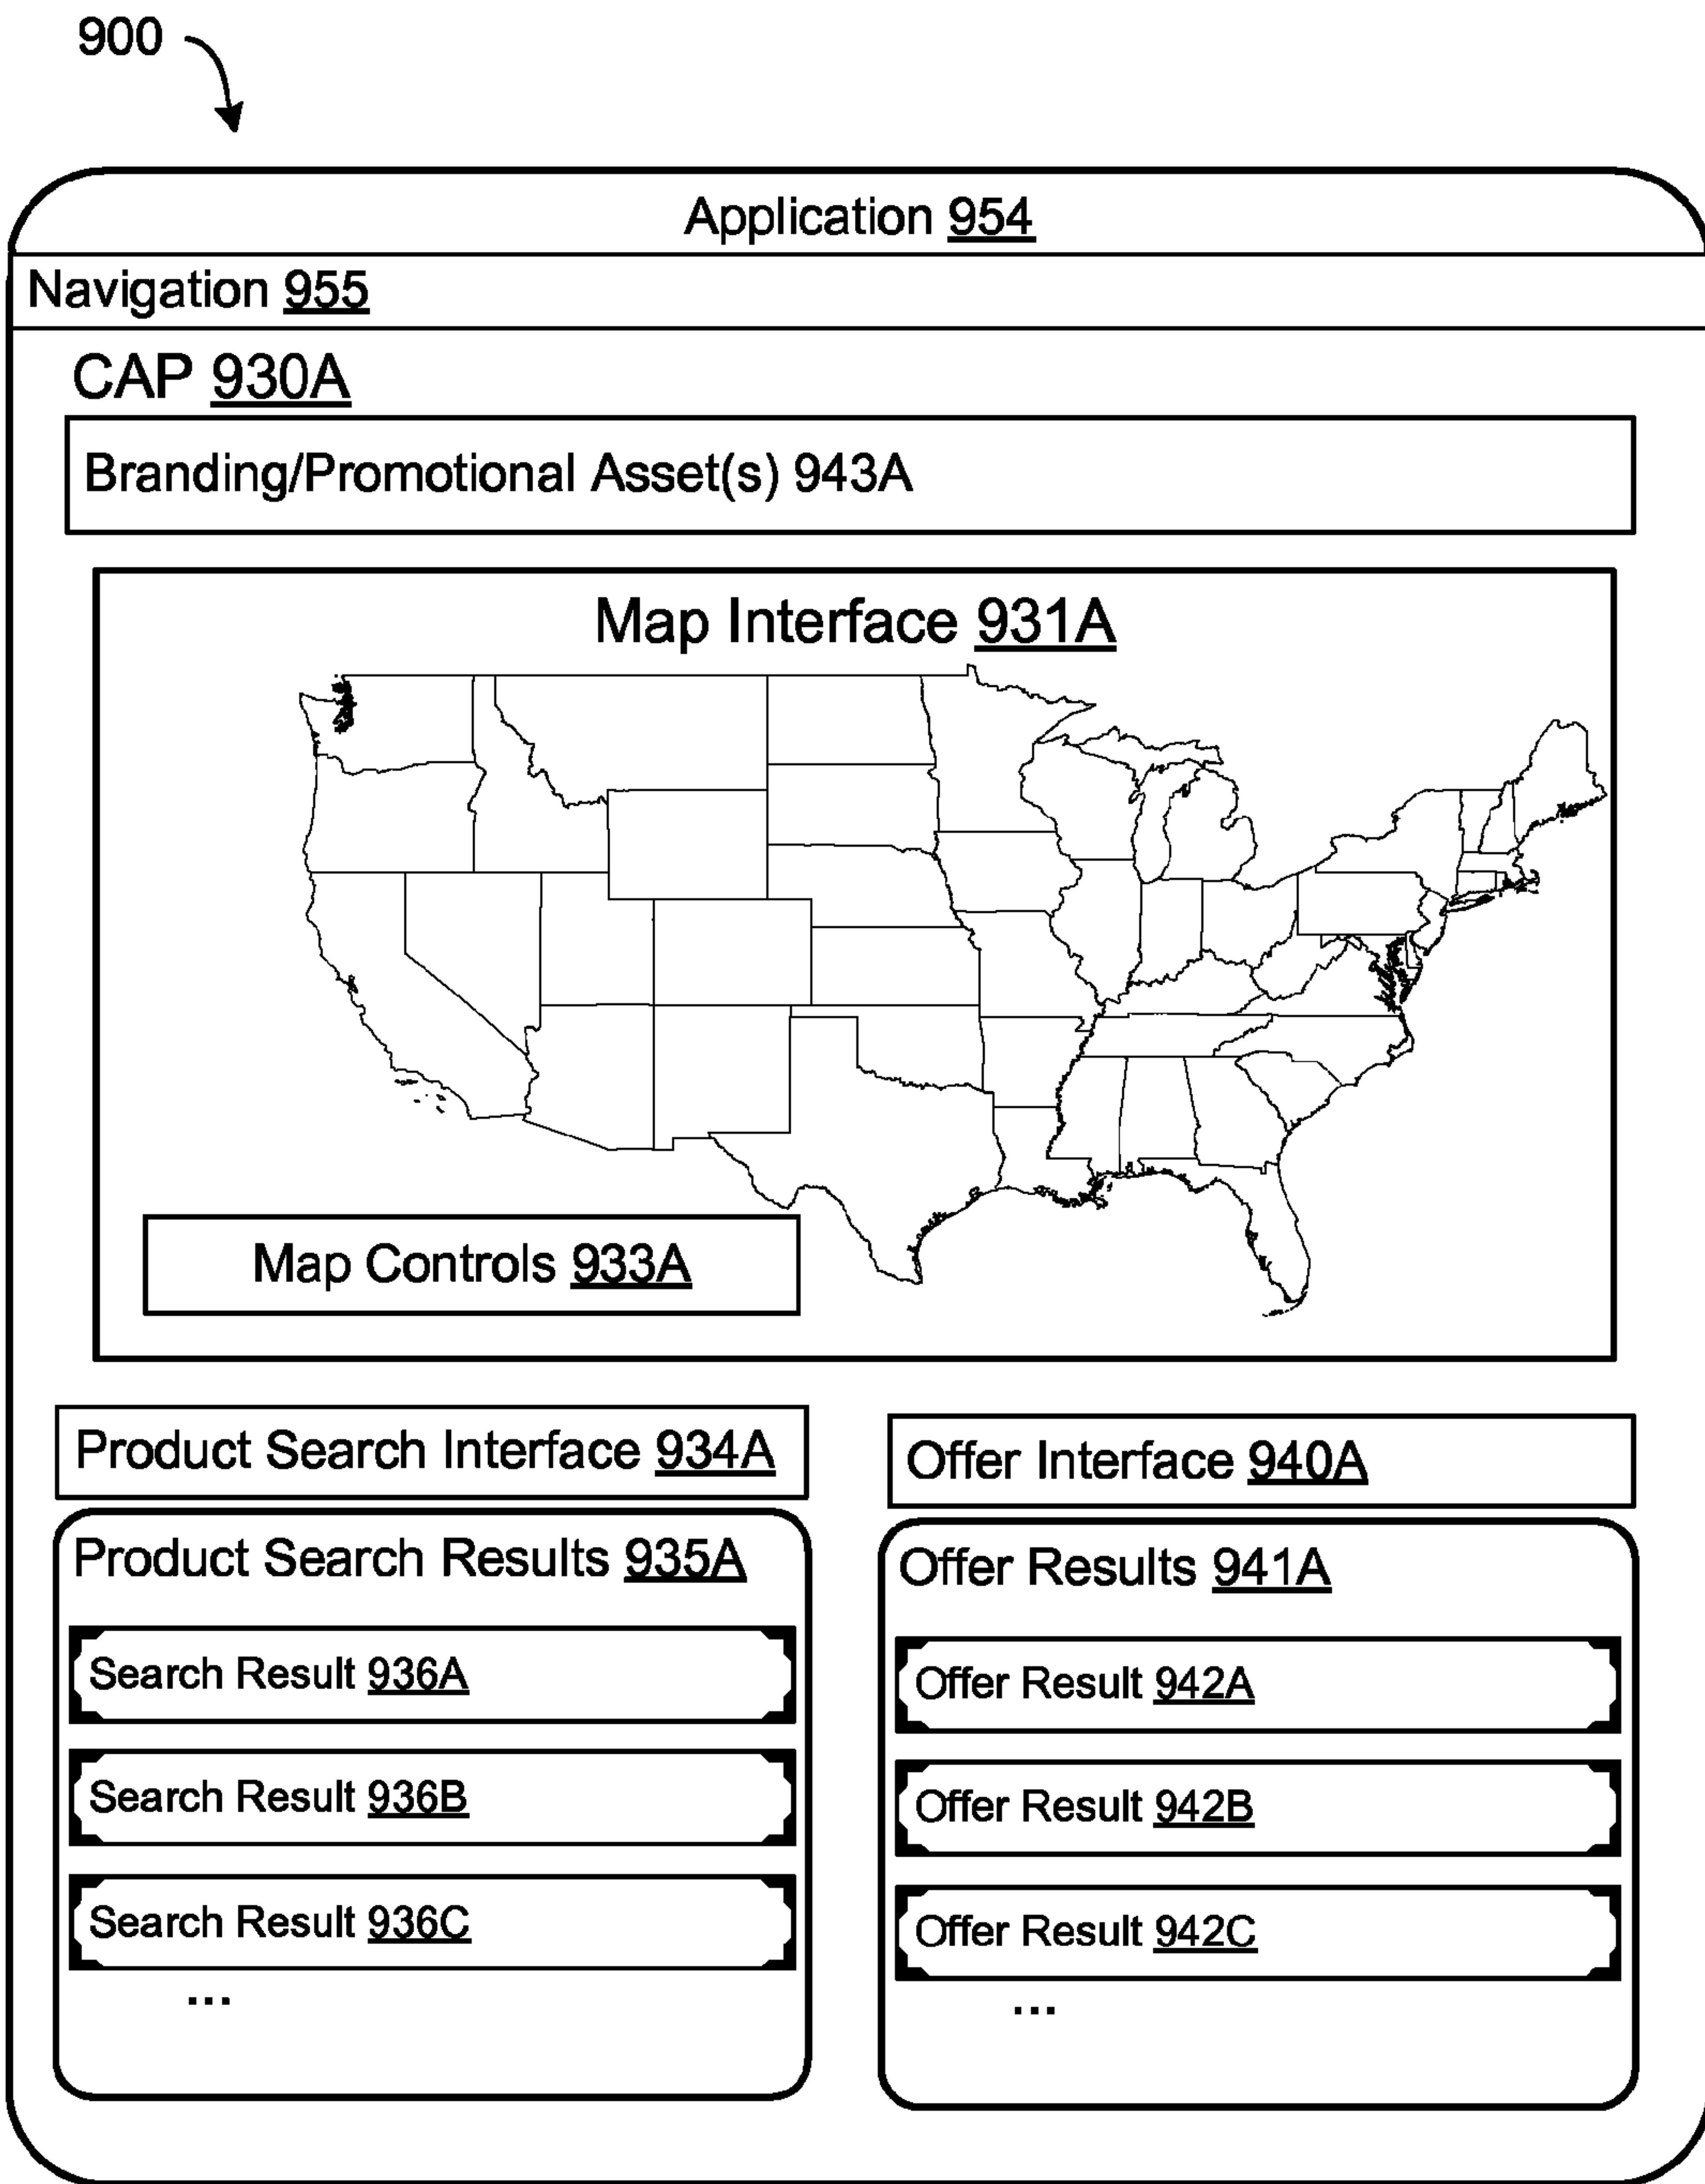 900
Application 954
Navigation 955
CAP 930A
Branding/Promotional Asset(s) 943A
Map Interface 931A
Map Controls 933A
Product Search Interface 934A
Product Search Results 935A
Search Result 936A
Search Result 936B
Search Result 936C
...
Offer Interface 940A
Offer Results 941A
Offer Result 942A
Offer Result 942B
Offer Result 942C
...